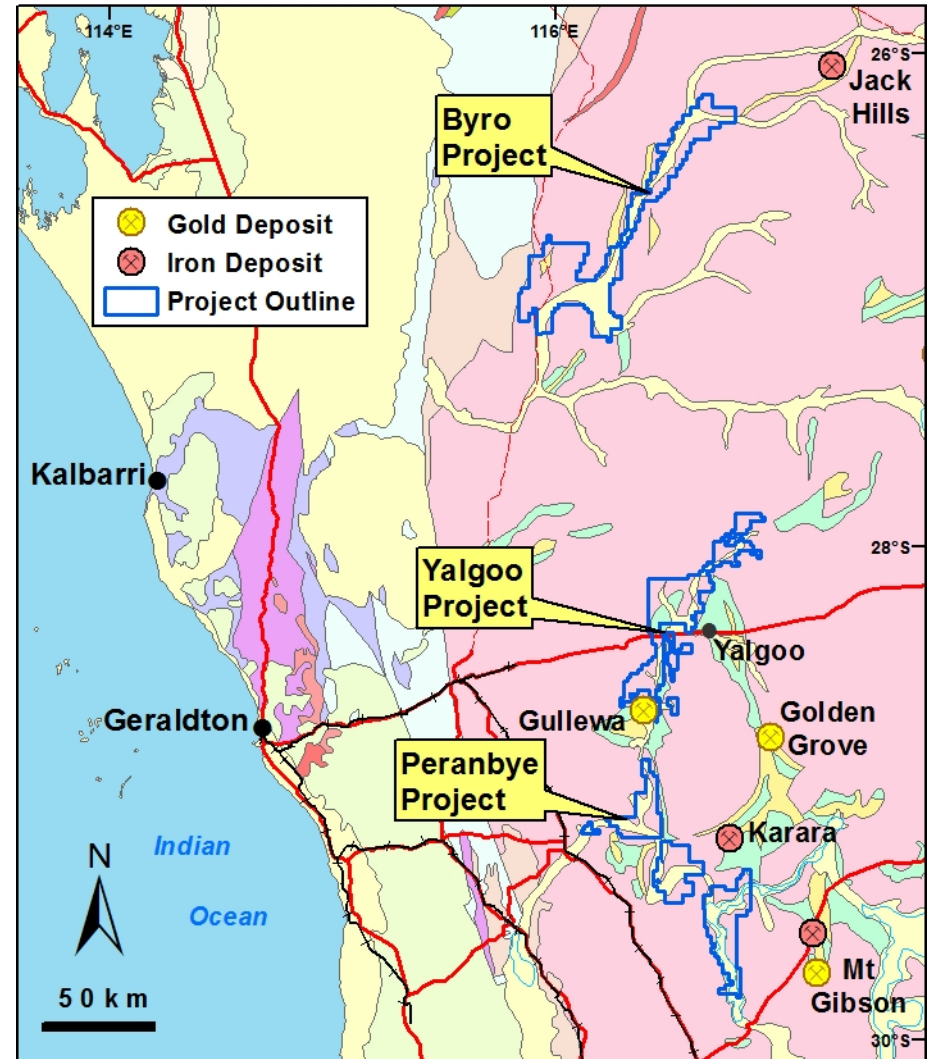 114°E
116°E
26°S
Jack
Hills
Byro
Project
Gold Deposit
Iron Deposit
Project Outline
Kalbarri
28°S
Yalgoo
Project
Yalgoo
Gullewa
Golden
Grove
Geraldton
Peranbye
Project
Karara
N
Indian
Ocean
Mt
Gibson
50 km
30°S